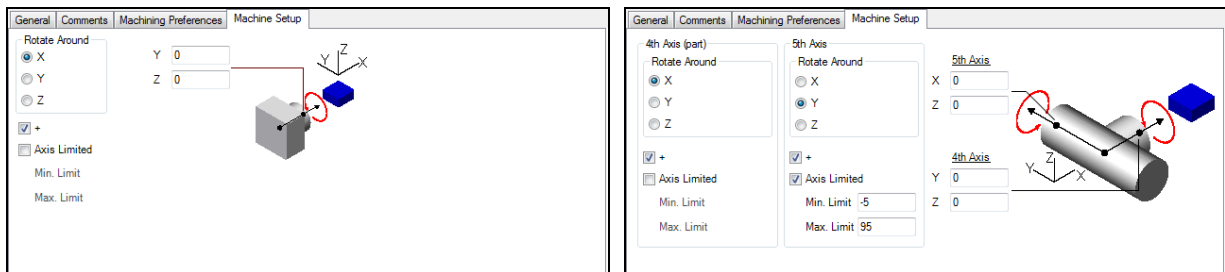 General Comments Machining Preferences Machine Setup
Rotate Around
X
Y
Z
+
Axis Limited
Min. Limit
Max. Limit
Y 0
Z 0
Z
Y X
General Comments Machining Preferences Machine Setup
4th Axis (part)
Rotate Around
X
Y
Z
+
Axis Limited
Min. Limit
Max. Limit
5th Axis
Rotate Around
X
Y
Z
+
Axis Limited
Min. Limit -5
Max. Limit 95
5th Axis
X 0
Z 0
4th Axis
Y 0
Z 0
Z
Y X